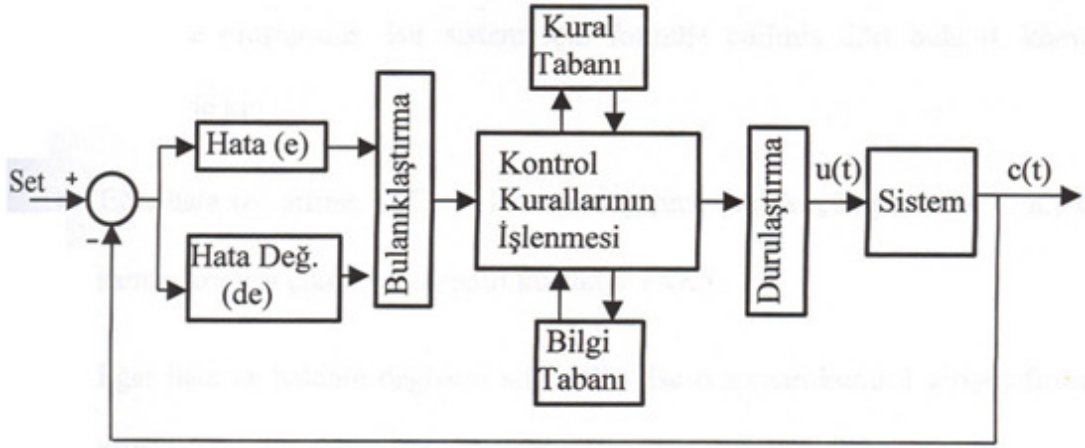 Kural
Tabanı
Hata (e)
Set
+
-
Hata Değ.
(de)
Bulanıklaştırma
Kontrol
Kurallarının
İşlenmesi
Durulaştırma
u(t)
Sistem
c(t)
Bilgi
Tabanı